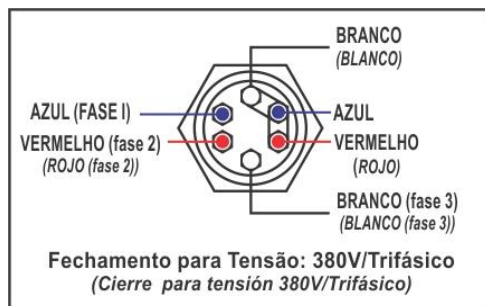 BRANCO
(BLANCO)
AZUL (FASE I)
AZUL
VERMELHO (fase 2)
(ROJO (fase 2))
VERMELHO
(ROJO)
BRANCO (fase 3)
(BLANCO (fase 3))
Fechamento para Tensão: 380V/Trifásico
(Cierre para tensión 380V/Trifásico)